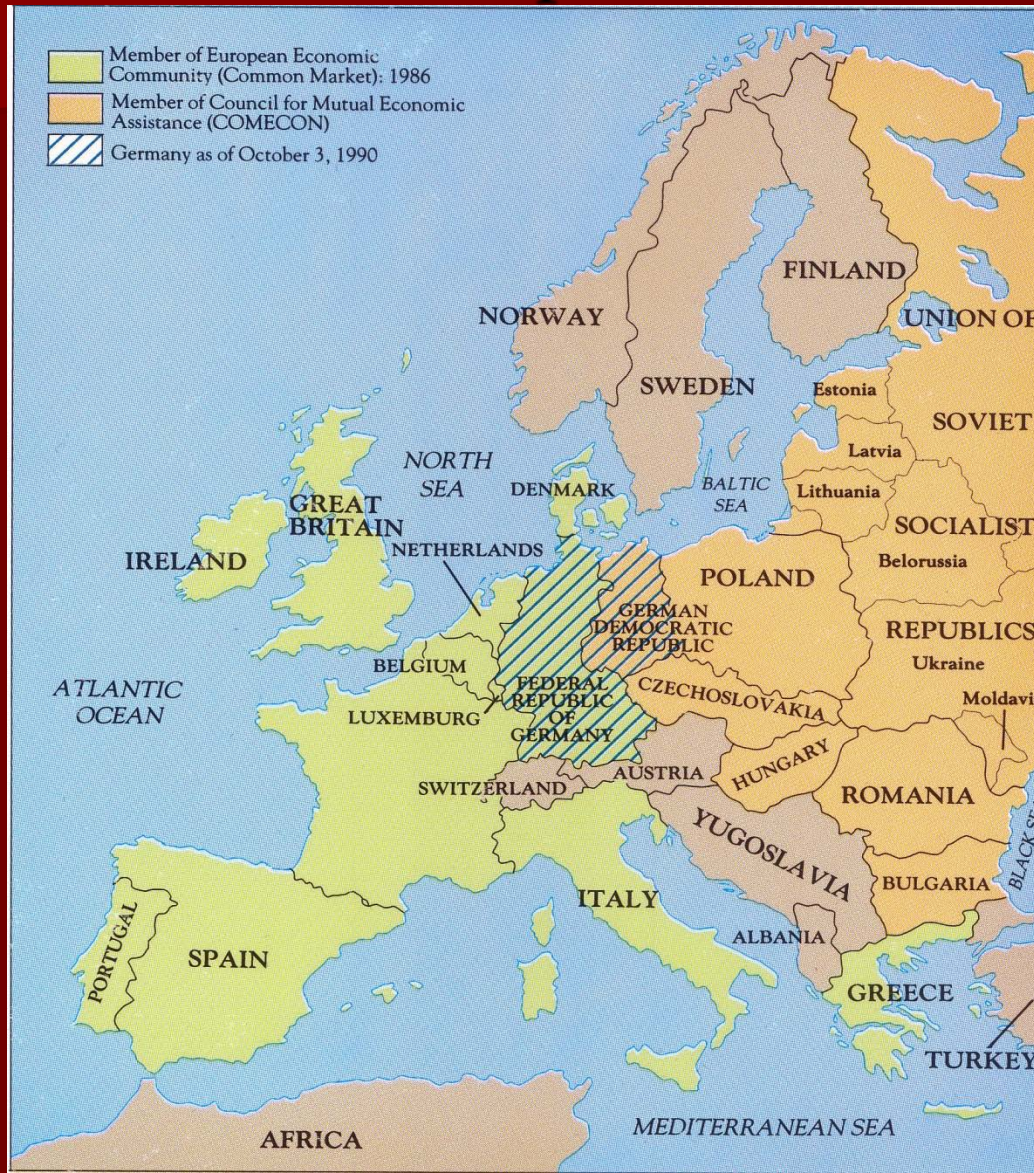 Member of European Economic
Community (Common Market): 1986
Member of Council for Mutual Economic
Assistance (COMECON)
Germany as of October 3, 1990
FINLAND
NORWAY
UNION OF
SWEDEN
Estonia
SOVIET
Latvia
NORTH
SEA
BALTIC
SEA
DENMARK
Lithuania
GREAT
BRITAIN
SOCIALIST
NETHERLANDS
IRELAND
Belorussia
POLAND
GERMAN
DEMOCRATIC
REPUBLIC
REPUBLICS
BELGIUM
Ukraine
ATLANTIC
OCEAN
FEDERAL
REPUBLIC
OF
GERMANY
CZECHOSLOVAKIA
Moldavi
LUXEMBURG
SWITZERLAND
AUSTRIA
HUNGARY
ROMANIA
YUGOSLAVIA
BLACK SE
BULGARIA
ITALY
PORTUGAL
SPAIN
ALBANIA
GREECE
TURKEY
MEDITERRANEAN SEA
AFRICA